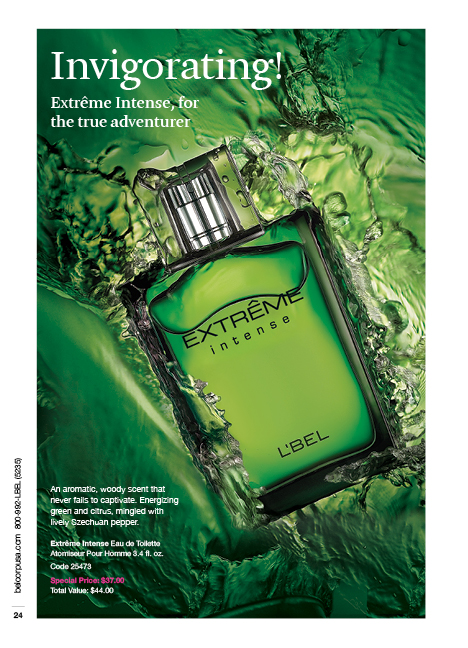 Invigorating!
Extrême Intense, for
the true adventurer
EXTRÊME
intense
L'BEL
An aromatic, woody scent that
never fails to captivate. Energizing
green and citrus, mingled with
lively Szechuan pepper.
Extrême Intense Eau de Toilette
Atomiseur Pour Homme 3.4 fl. oz.
Code 25473
Special Price: $37.80
Total Value: $44.00
belcorpusa.com 800-992-LBEL (5235)
24